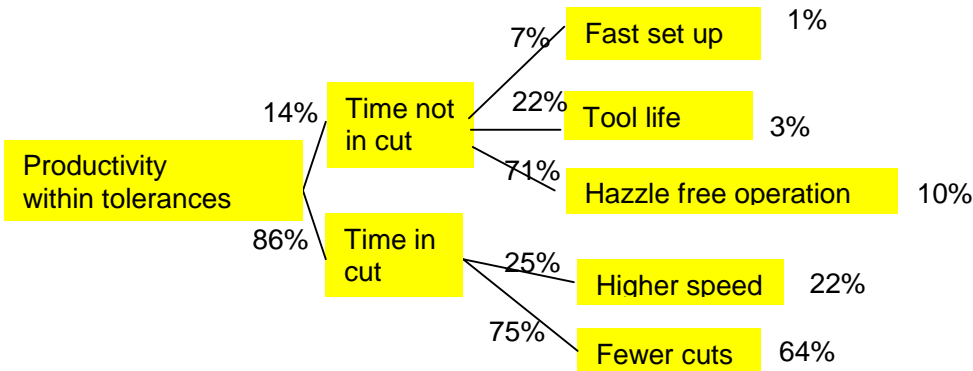 7%
Fast set up
1%
14%
Time not
in cut
22%
Tool life
3%
Productivity
within tolerances
71%
Hazzle free operation
10%
86%
Time in
cut
25%
Higher speed
22%
75%
Fewer cuts
64%